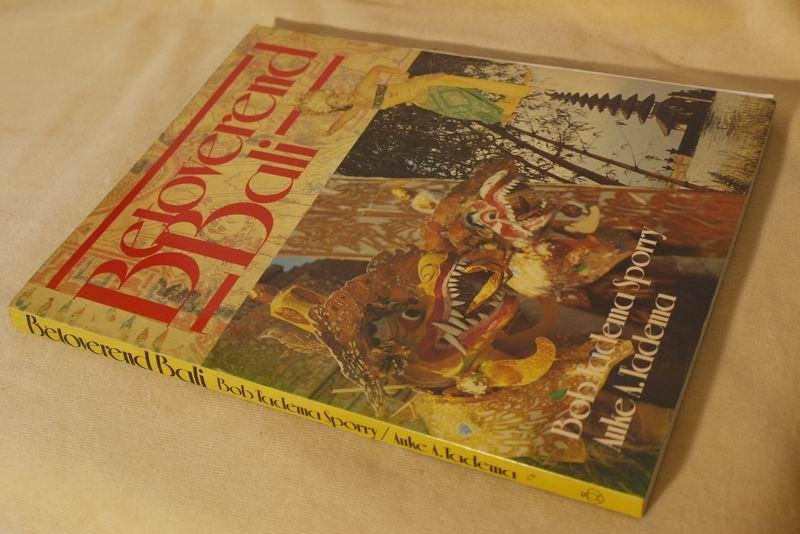 Betoverend
Bali
Bob Tadema Sporry
Auke A. Tadema
Betoverend Bali Bob Tadema Sporry / Auke A. Tadema